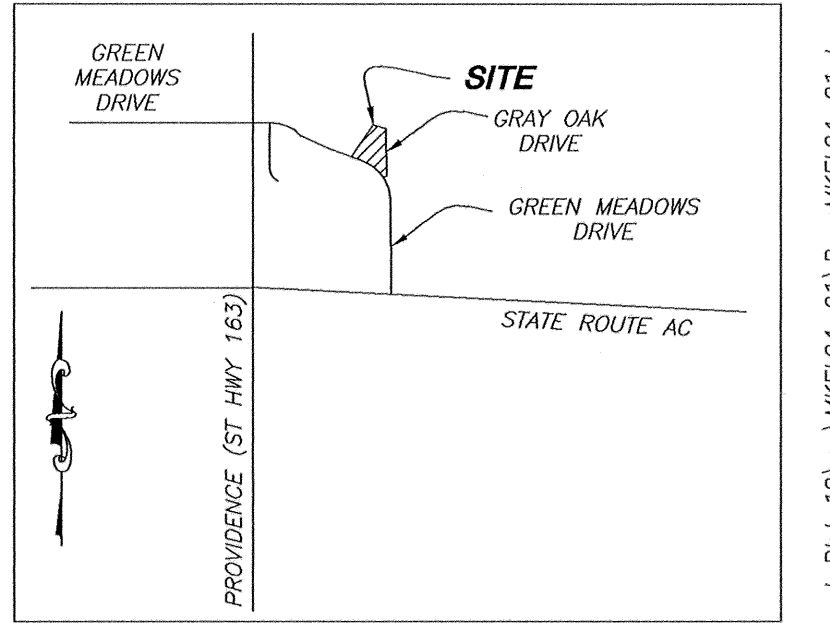 GREEN
MEADOWS
DRIVE
SITE
GRAY OAK
DRIVE
GREEN MEADOWS
DRIVE
STATE ROUTE AC
PROVIDENCE (ST HWY 163)